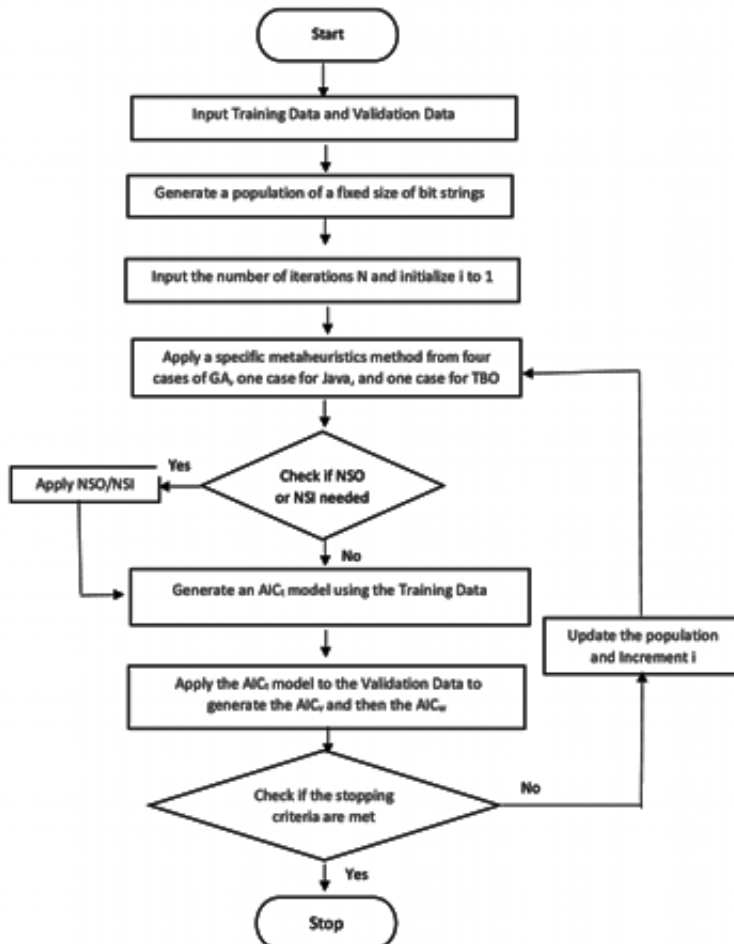 Start
Input Training Data and Validation Data
Generate a population of a fixed size of bit strings
Input the number of iterations N and initialize i to 1
Apply a specific metaheuristics method from four
cases of GA, one case for Java, and one case for TBO
Check if NSO
or NSI needed
Yes
Apply NSO/NSI
No
Generate an AICₜ model using the Training Data
Update the population
and Increment i
Apply the AICₜ model to the Validation Data to
generate the AICᵥ and then the AIC_w
Check if the stopping
criteria are met
No
Yes
Stop